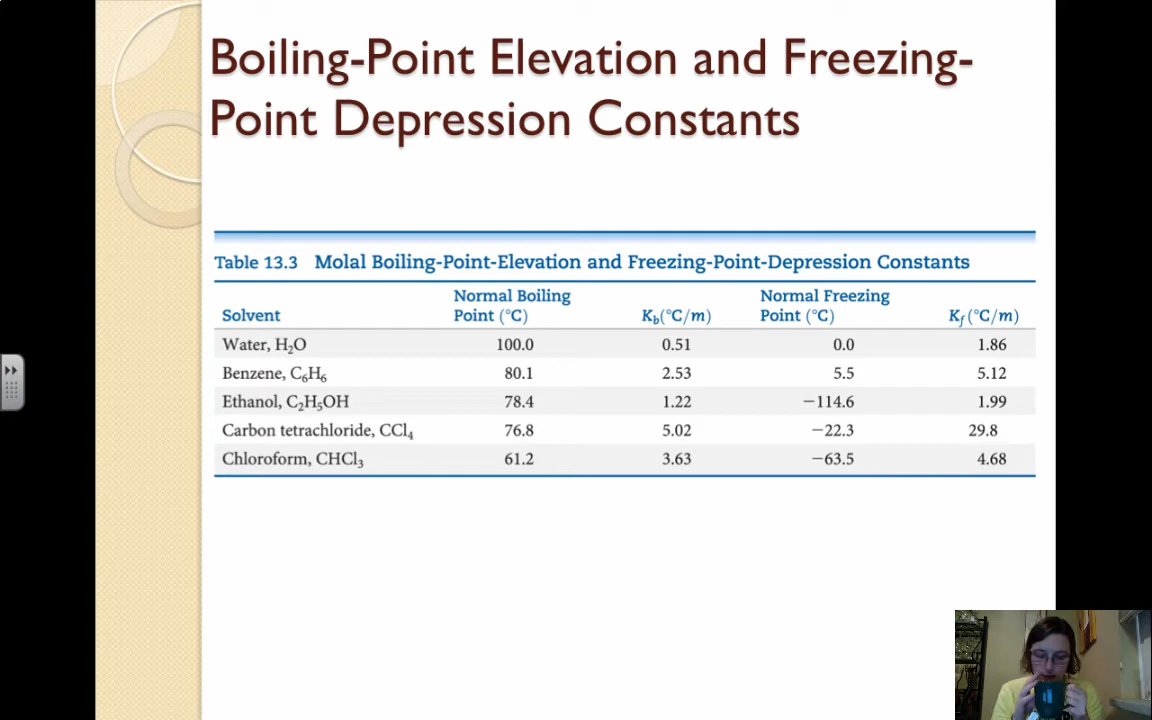 Boiling-Point Elevation and Freezing-
Point Depression Constants
Table 13.3 Molal Boiling-Point-Elevation and Freezing-Point-Depression Constants
Solvent Normal Boiling Point (°C) Kb(°C/m) Normal Freezing Point (°C) Kf(°C/m)
Water, H₂O 100.0 0.51 0.0 1.86
Benzene, C₆H₆ 80.1 2.53 5.5 5.12
Ethanol, C₂H₅OH 78.4 1.22 −114.6 1.99
Carbon tetrachloride, CCl₄ 76.8 5.02 −22.3 29.8
Chloroform, CHCl₃ 61.2 3.63 −63.5 4.68